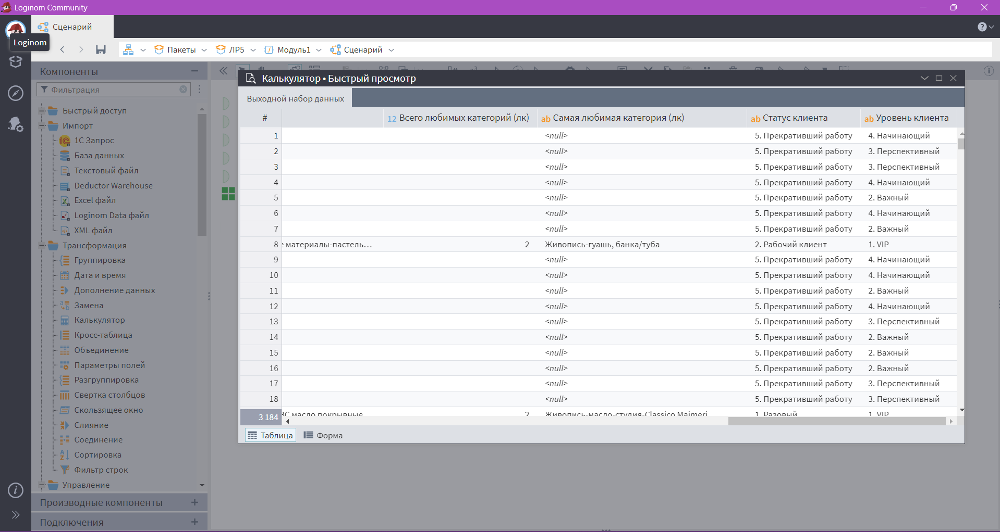 Loginom Community
Сценарий
Loginom
Пакеты
ЛР5
Модуль1
Сценарий
Компоненты
Фильтрация
Быстрый доступ
Импорт
1С Запрос
База данных
Текстовый файл
Deductor Warehouse
Excel файл
Loginom Data файл
XML файл
Трансформация
Группировка
Дата и время
Дополнение данных
Замена
Калькулятор
Кросс-таблица
Объединение
Параметры полей
Разгруппировка
Свертка столбцов
Скользящее окно
Слияние
Соединение
Сортировка
Фильтр строк
Управление
Производные компоненты
Подключения
Калькулятор • Быстрый просмотр
Выходной набор данных
# 12 Всего любимых категорий (лк) ab Самая любимая категория (лк) ab Статус клиента ab Уровень клиента
1 <null> 5. Прекративший работу 4. Начинающий
2 <null> 5. Прекративший работу 3. Перспективный
3 <null> 5. Прекративший работу 3. Перспективный
4 <null> 5. Прекративший работу 4. Начинающий
5 <null> 5. Прекративший работу 2. Важный
6 <null> 5. Прекративший работу 4. Начинающий
7 <null> 5. Прекративший работу 2. Важный
8 е материалы-пастель... 2 Живопись-гуашь, банка/туба 2. Рабочий клиент 1. VIP
9 <null> 5. Прекративший работу 4. Начинающий
10 <null> 5. Прекративший работу 4. Начинающий
11 <null> 5. Прекративший работу 2. Важный
12 <null> 5. Прекративший работу 4. Начинающий
13 <null> 5. Прекративший работу 3. Перспективный
14 <null> 5. Прекративший работу 2. Важный
15 <null> 5. Прекративший работу 2. Важный
16 <null> 5. Прекративший работу 2. Важный
17 <null> 5. Прекративший работу 3. Перспективный
18 <null> 5. Прекративший работу 3. Перспективный
3 184 масло покрывные 2 Живопись-масло-студия-Classico Maimeri 1. Разовый 1. VIP
Таблица Форма